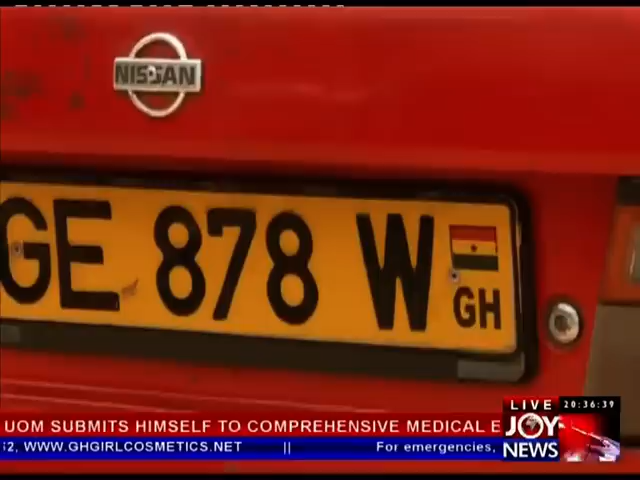 NISSAN
GE 878 W
GH
LIVE 20:36:39
UOM SUBMITS HIMSELF TO COMPREHENSIVE MEDICAL E
JOY
NEWS
WWW.GHGIRLCOSMETICS.NET || For emergencies,